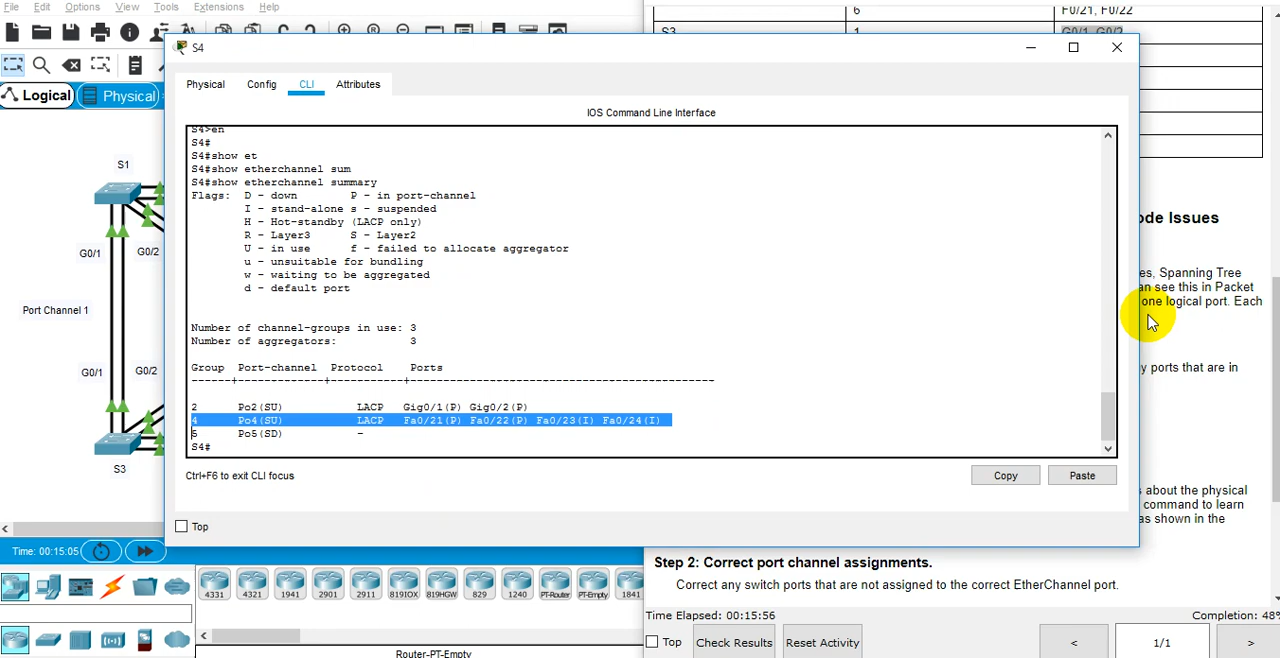 File Edit Options View Tools Extensions Help
6 F0/21, F0/22
S3 1 G0/1, G0/2
S4
Physical Config CLI Attributes
IOS Command Line Interface
Logical Physical
S4>en
S4#
S4#show et
S4#show etherchannel sum
S4#show etherchannel summary
Flags: D - down P - in port-channel
I - stand-alone s - suspended
H - Hot-standby (LACP only)
R - Layer3 S - Layer2
U - in use f - failed to allocate aggregator
u - unsuitable for bundling
w - waiting to be aggregated
d - default port
Number of channel-groups in use: 3
Number of aggregators: 3
Group Port-channel Protocol Ports
------+-------------+-----------+----------------------------------------------
2 Po2(SU) LACP Gig0/1(P) Gig0/2(P)
4 Po4(SU) LACP Fa0/21(P) Fa0/22(P) Fa0/23(I) Fa0/24(I)
5 Po5(SD) -
S4#
Ctrl+F6 to exit CLI focus
Copy Paste
Top
S1
G0/1 G0/2
Port Channel 1
G0/1 G0/2
S3
ode Issues
es, Spanning Tree
an see this in Packet
one logical port. Each
y ports that are in
s about the physical
command to learn
as shown in the
Step 2: Correct port channel assignments.
Correct any switch ports that are not assigned to the correct EtherChannel port.
Time: 00:15:05
4331 4321 1941 2901 2911 819IOX 819HGW 829 1240 PT-Router PT-Empty 1841
Router-PT-Empty
Time Elapsed: 00:15:56 Completion: 48%
Top Check Results Reset Activity < 1/1 >